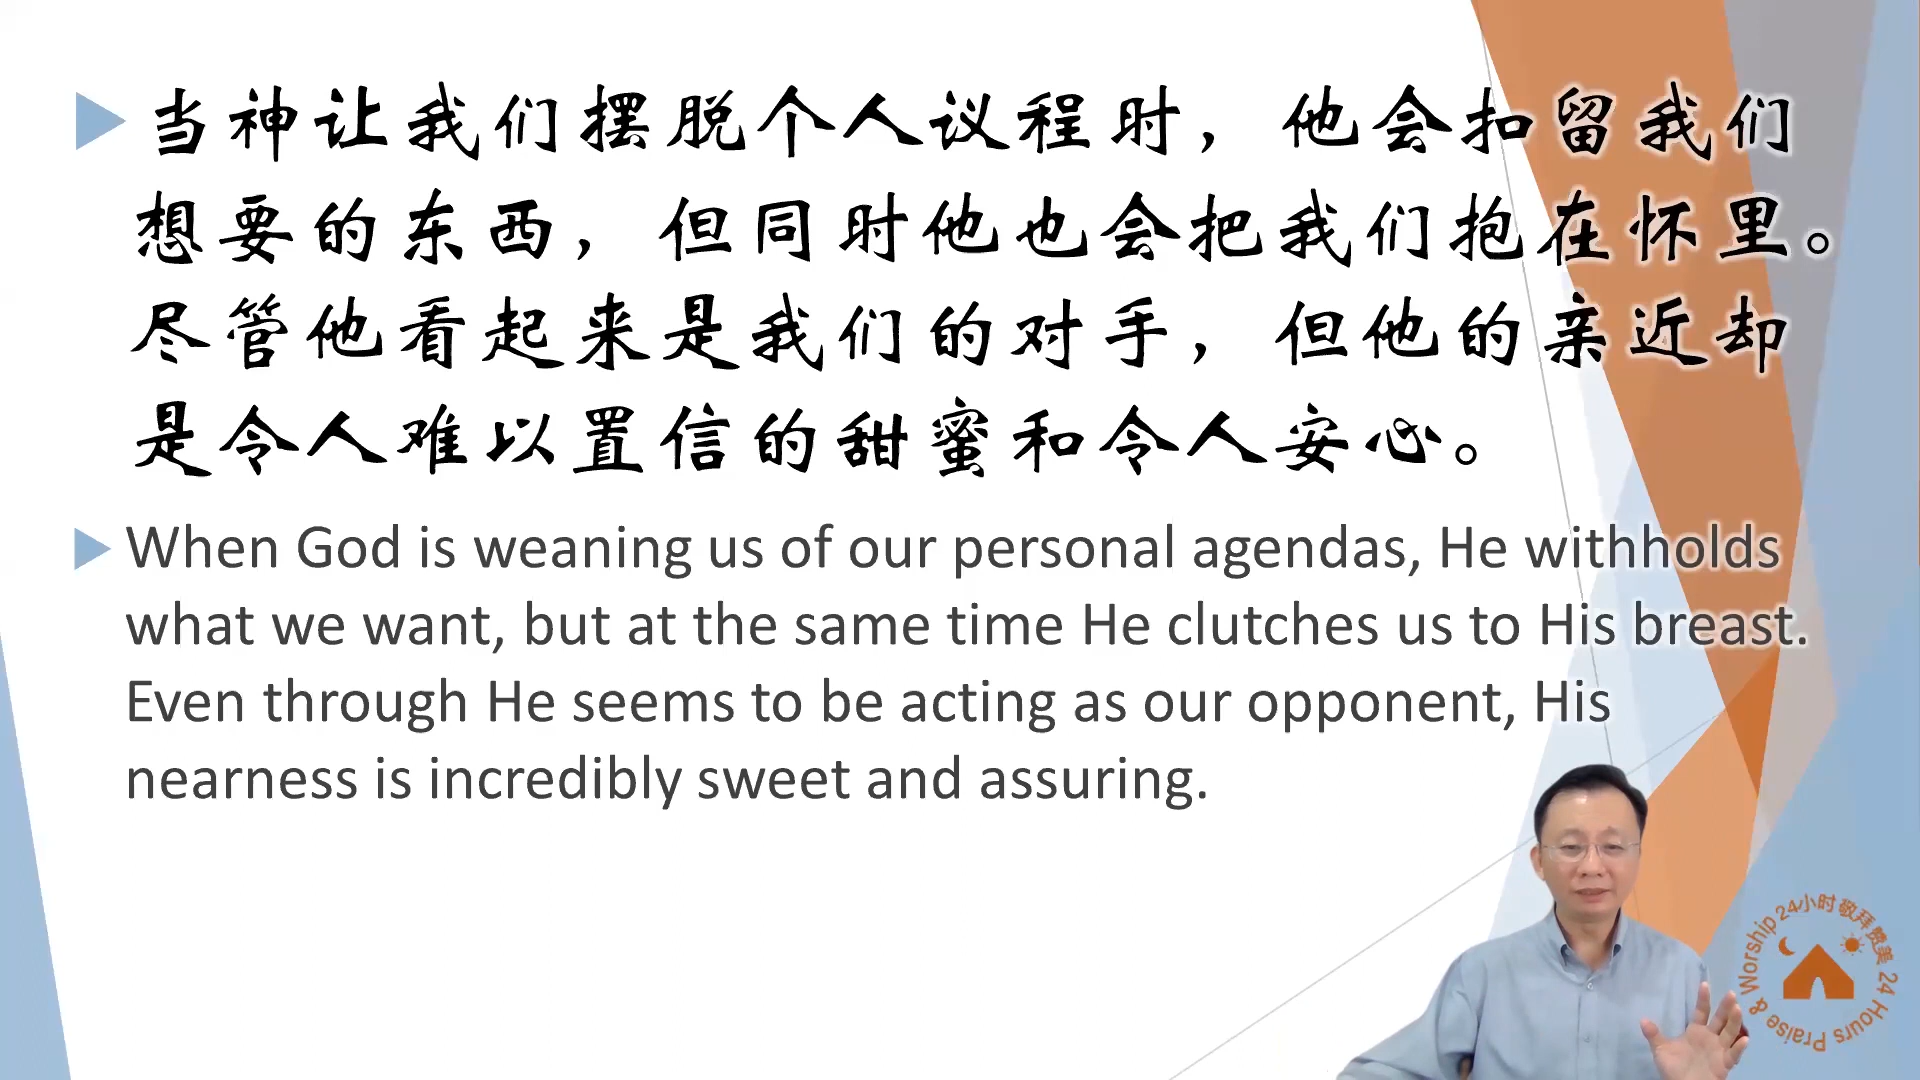 当神让我们摆脱个人议程时，他会扣留我们
想要的东西，但同时他也会把我们抱在怀里。
尽管他看起来是我们的对手，但他的亲近却
是令人难以置信的甜蜜和令人安心。
When God is weaning us of our personal agendas, He withholds
what we want, but at the same time He clutches us to His breast.
Even through He seems to be acting as our opponent, His
nearness is incredibly sweet and assuring.
24小时敬拜赞美 24 Hours Praise & Worship